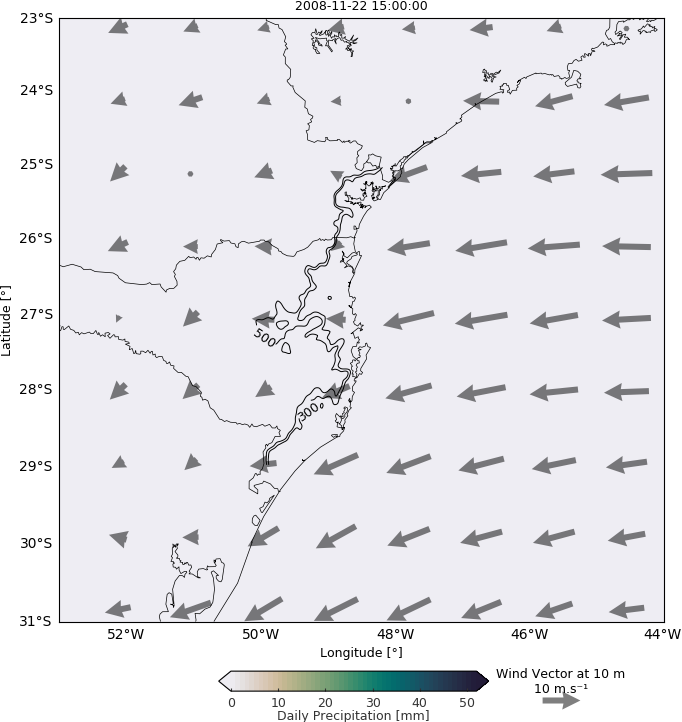 2008-11-22 15:00:00
23°S
24°S
25°S
26°S
27°S
28°S
29°S
30°S
31°S
Latitude [°]
500
300
52°W 50°W 48°W 46°W 44°W
Longitude [°]
0 10 20 30 40 50
Daily Precipitation [mm]
Wind Vector at 10 m
10 m.s⁻¹